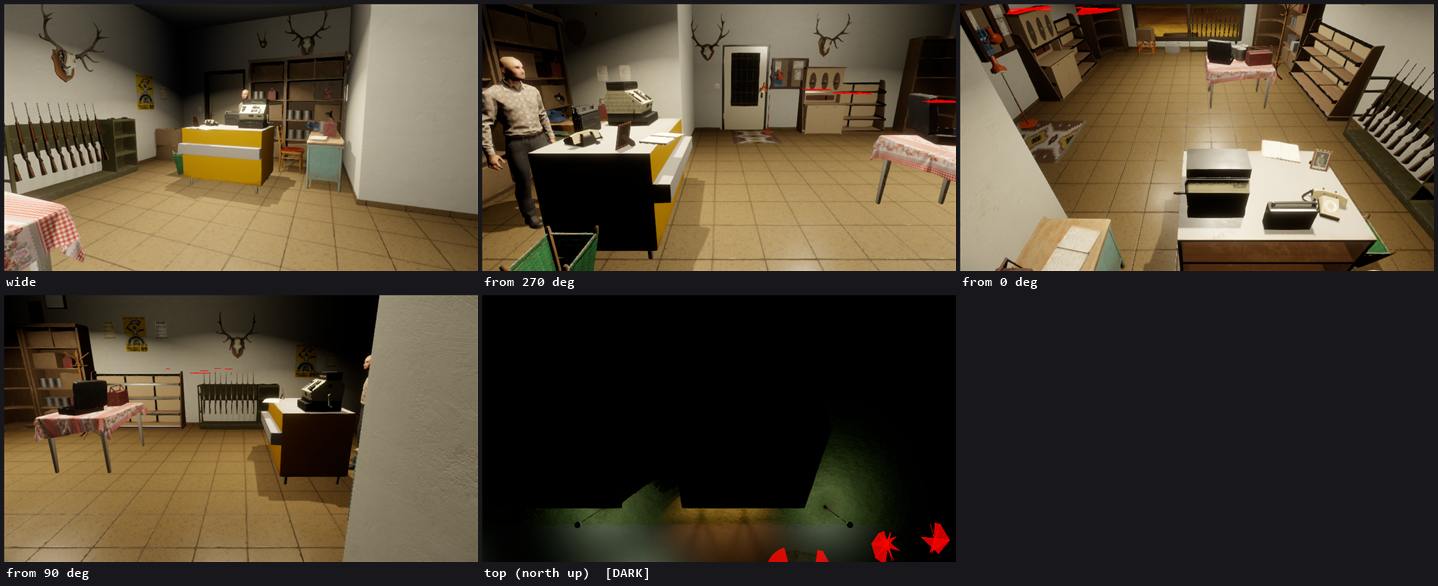 wide
from 270 deg
from 0 deg
from 90 deg
top (north up) [DARK]